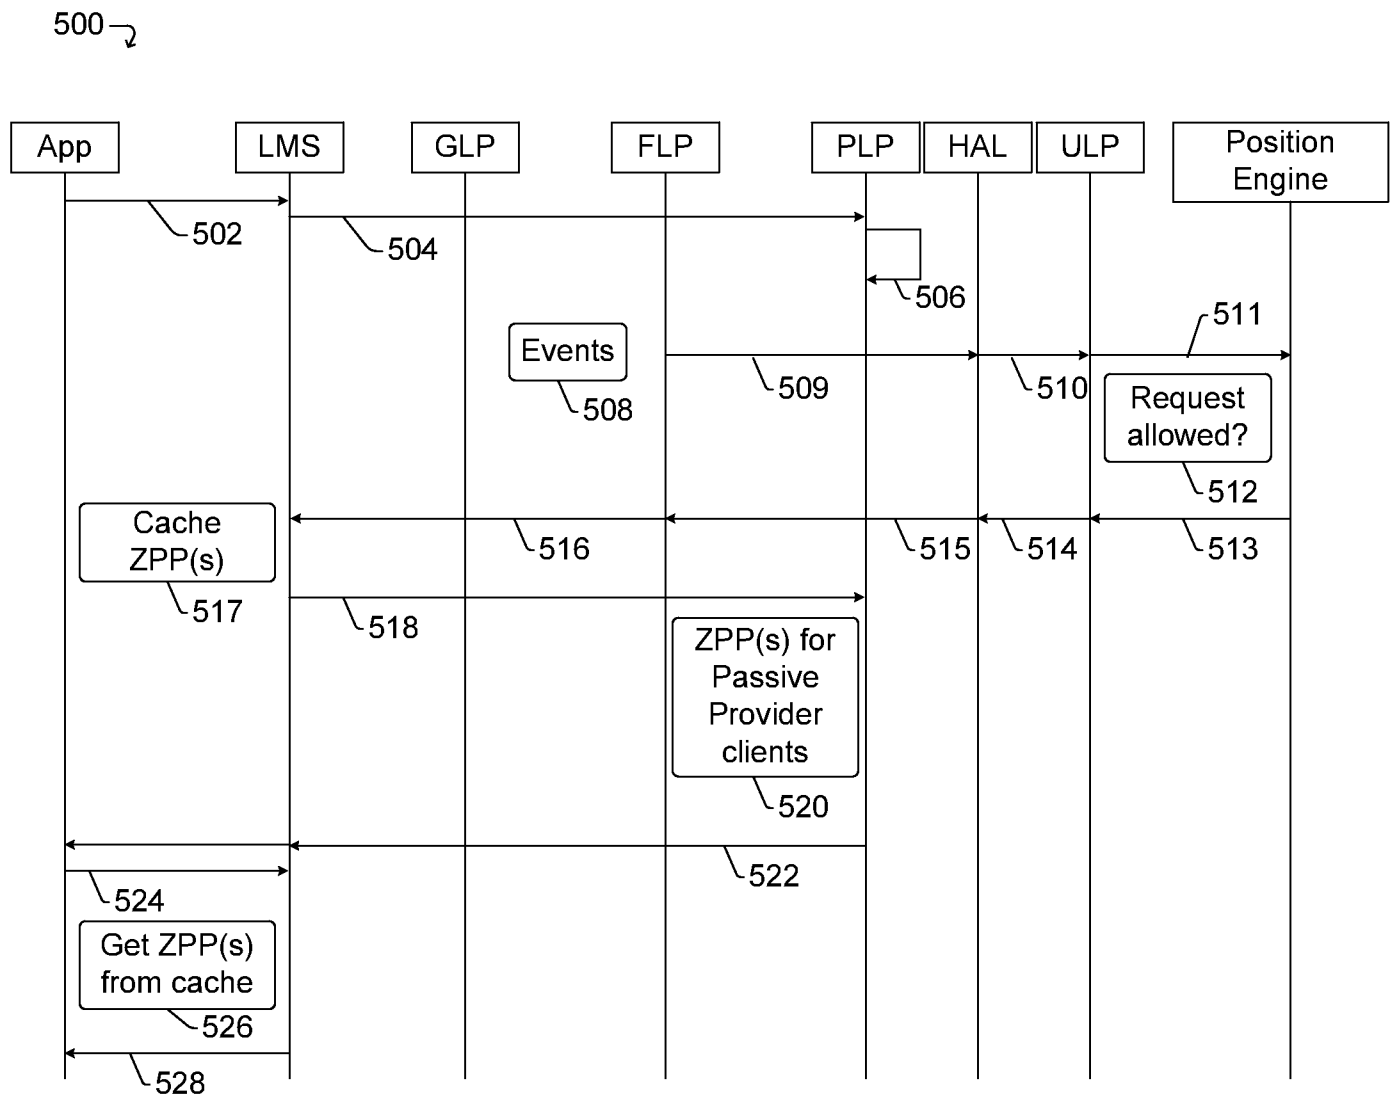 500
App
LMS
GLP
FLP
PLP
HAL
ULP
Position
Engine
502
504
506
511
Events
508
509
510
Request
allowed?
512
Cache
ZPP(s)
517
516
515
514
513
518
ZPP(s) for
Passive
Provider
clients
520
522
524
Get ZPP(s)
from cache
526
528